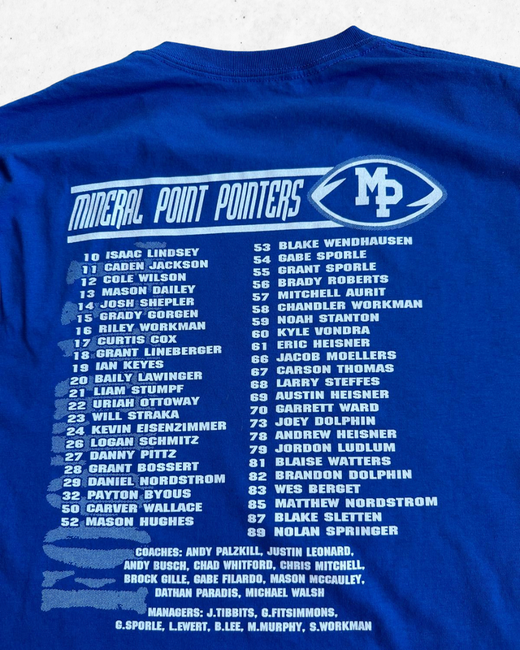 MINERAL POINT POINTERS
MP
10 ISAAC LINDSEY
11 CADEN JACKSON
12 COLE WILSON
13 MASON DAILEY
14 JOSH SHEPLER
15 GRADY GORGEN
16 RILEY WORKMAN
17 CURTIS COX
18 GRANT LINEBERGER
19 IAN KEYES
20 BAILY LAWINGER
21 LIAM STUMPF
22 URIAH OTTOWAY
23 WILL STRAKA
24 KEVIN EISENZIMMER
26 LOGAN SCHMITZ
27 DANNY PITTZ
28 GRANT BOSSERT
29 DANIEL NORDSTROM
32 PAYTON BYOUS
50 CARVER WALLACE
52 MASON HUGHES
53 BLAKE WENDHAUSEN
54 GABE SPORLE
55 GRANT SPORLE
56 BRADY ROBERTS
57 MITCHELL AURIT
58 CHANDLER WORKMAN
59 NOAH STANTON
60 KYLE VONDRA
61 ERIC HEISNER
66 JACOB MOELLERS
67 CARSON THOMAS
68 LARRY STEFFES
69 AUSTIN HEISNER
70 GARRETT WARD
73 JOEY DOLPHIN
78 ANDREW HEISNER
79 JORDON LUDLUM
81 BLAISE WATTERS
82 BRANDON DOLPHIN
83 WES BERGET
85 MATTHEW NORDSTROM
87 BLAKE SLETTEN
89 NOLAN SPRINGER
COACHES: ANDY PALZKILL, JUSTIN LEONARD,
ANDY BUSCH, CHAD WHITFORD, CHRIS MITCHELL,
BROCK GILLE, GABE FILARDO, MASON MCCAULEY,
DATHAN PARADIS, MICHAEL WALSH
MANAGERS: J.TIBBITS, G.FITSIMMONS,
G.SPORLE, L.EWERT, B.LEE, M.MURPHY, S.WORKMAN